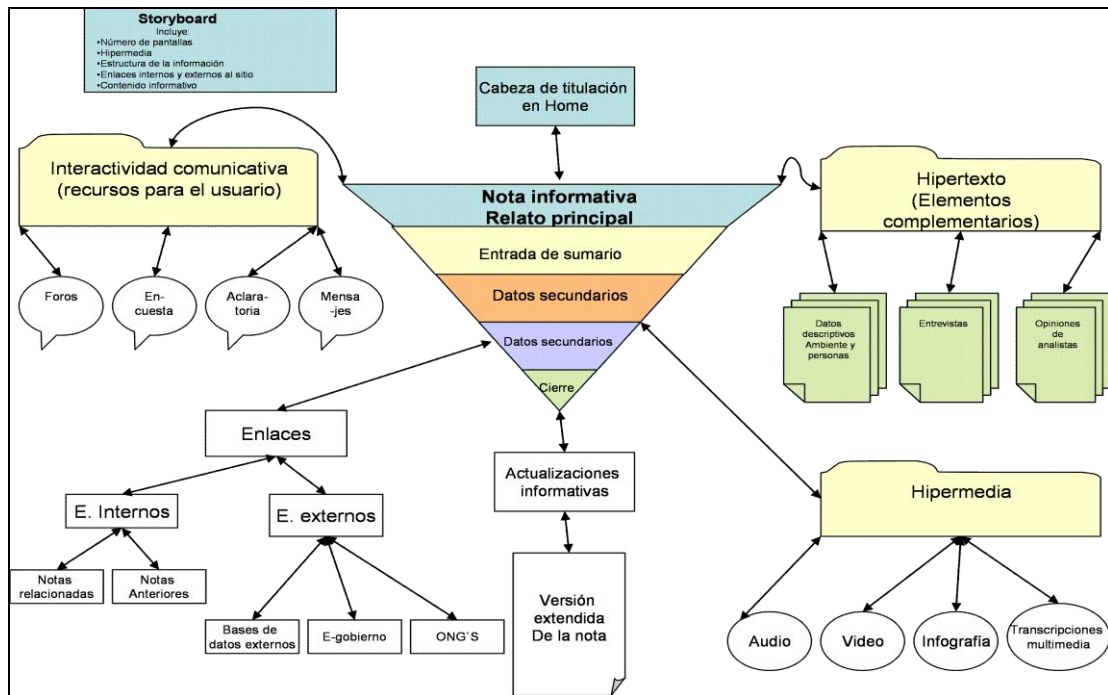 Storyboard
Incluye:
•Número de pantallas
•Hipermedia
•Estructura de la información
•Enlaces internos y externos al sitio
•Contenido informativo
Cabeza de titulación
en Home
Interactividad comunicativa
(recursos para el usuario)
Foros
En-
cuesta
Aclara-
toria
Mensa
-jes
Nota informativa
Relato principal
Entrada de sumario
Datos secundarios
Datos secundarios
Cierre
Hipertexto
(Elementos
complementarios)
Datos
descriptivos
Ambiente y
personas
Entrevistas
Opiniones
de
analistas
Enlaces
E. Internos
E. externos
Notas
relacionadas
Notas
Anteriores
Bases de
datos externos
E-gobierno
ONG`S
Actualizaciones
informativas
Versión
extendida
De la nota
Hipermedia
Audio
Video
Infografía
Transcripciones
multimedia